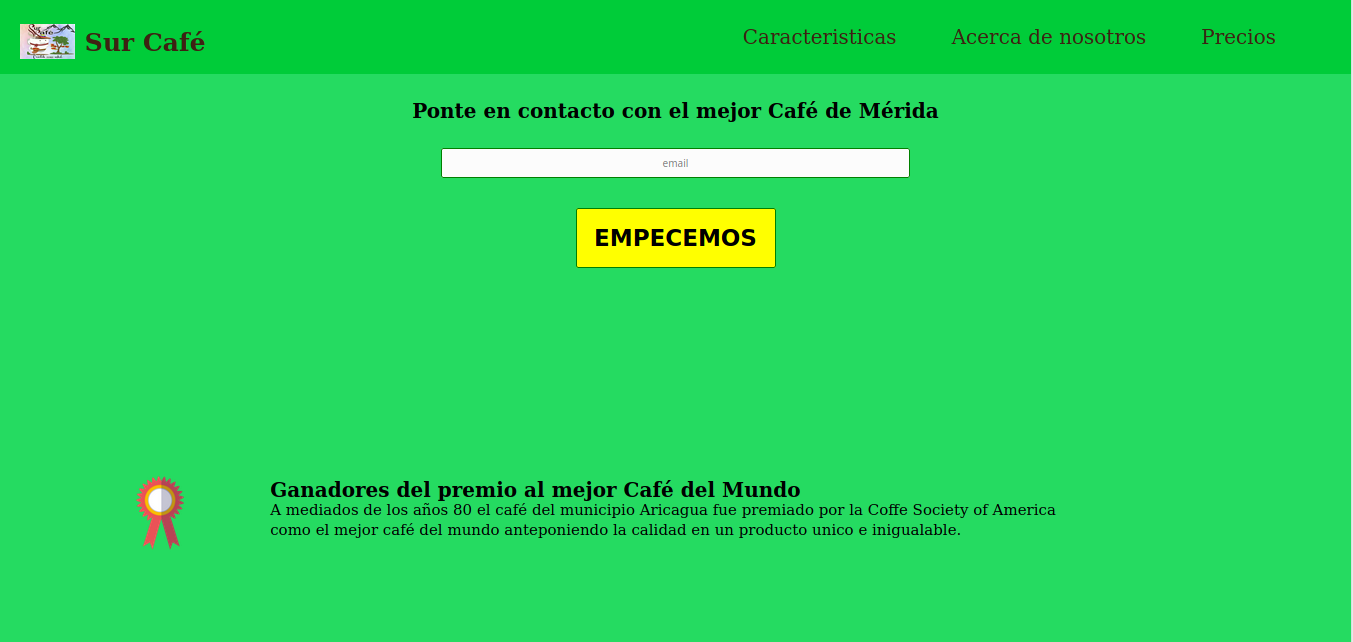 Sur Café
Sur Café
Caracteristicas
Acerca de nosotros
Precios
Ponte en contacto con el mejor Café de Mérida
email
EMPECEMOS
Ganadores del premio al mejor Café del Mundo
A mediados de los años 80 el café del municipio Aricagua fue premiado por la Coffe Society of America
como el mejor café del mundo anteponiendo la calidad en un producto unico e inigualable.